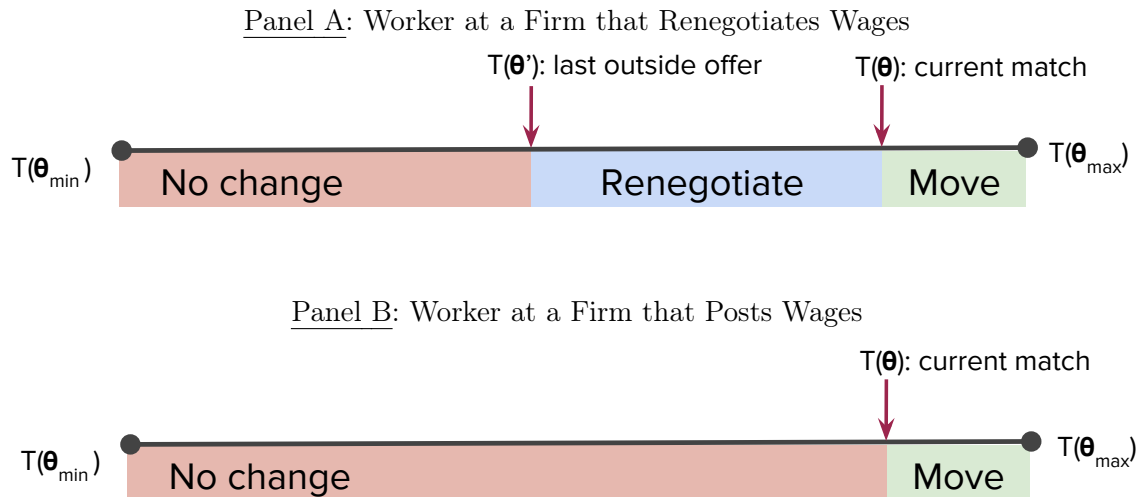 Panel A: Worker at a Firm that Renegotiates Wages
T(θ'): last outside offer T(θ): current match
T(θmin) T(θmax)
No change Renegotiate Move
Panel B: Worker at a Firm that Posts Wages
T(θ): current match
T(θmin) T(θmax)
No change Move